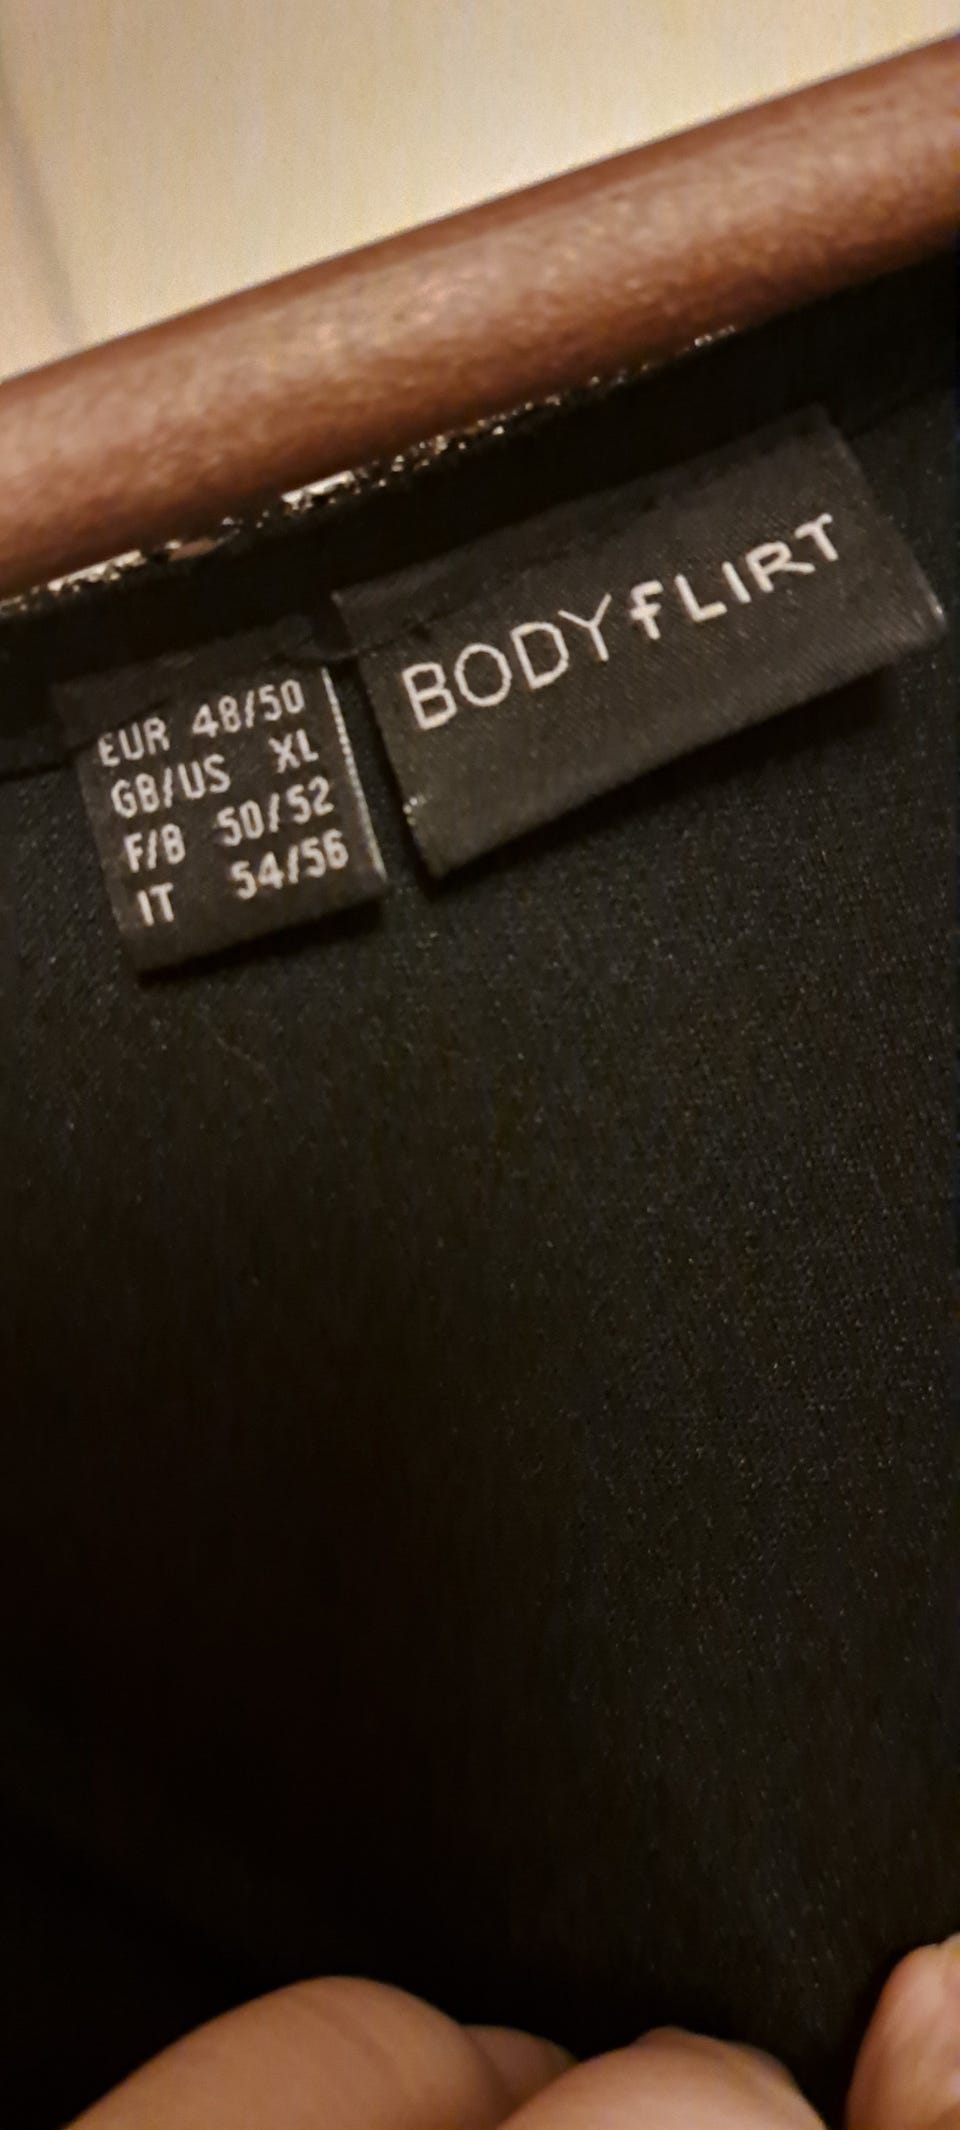 BODYfLIRT
EUR 48/50
GB/US XL
F/B 50/52
IT 54/56